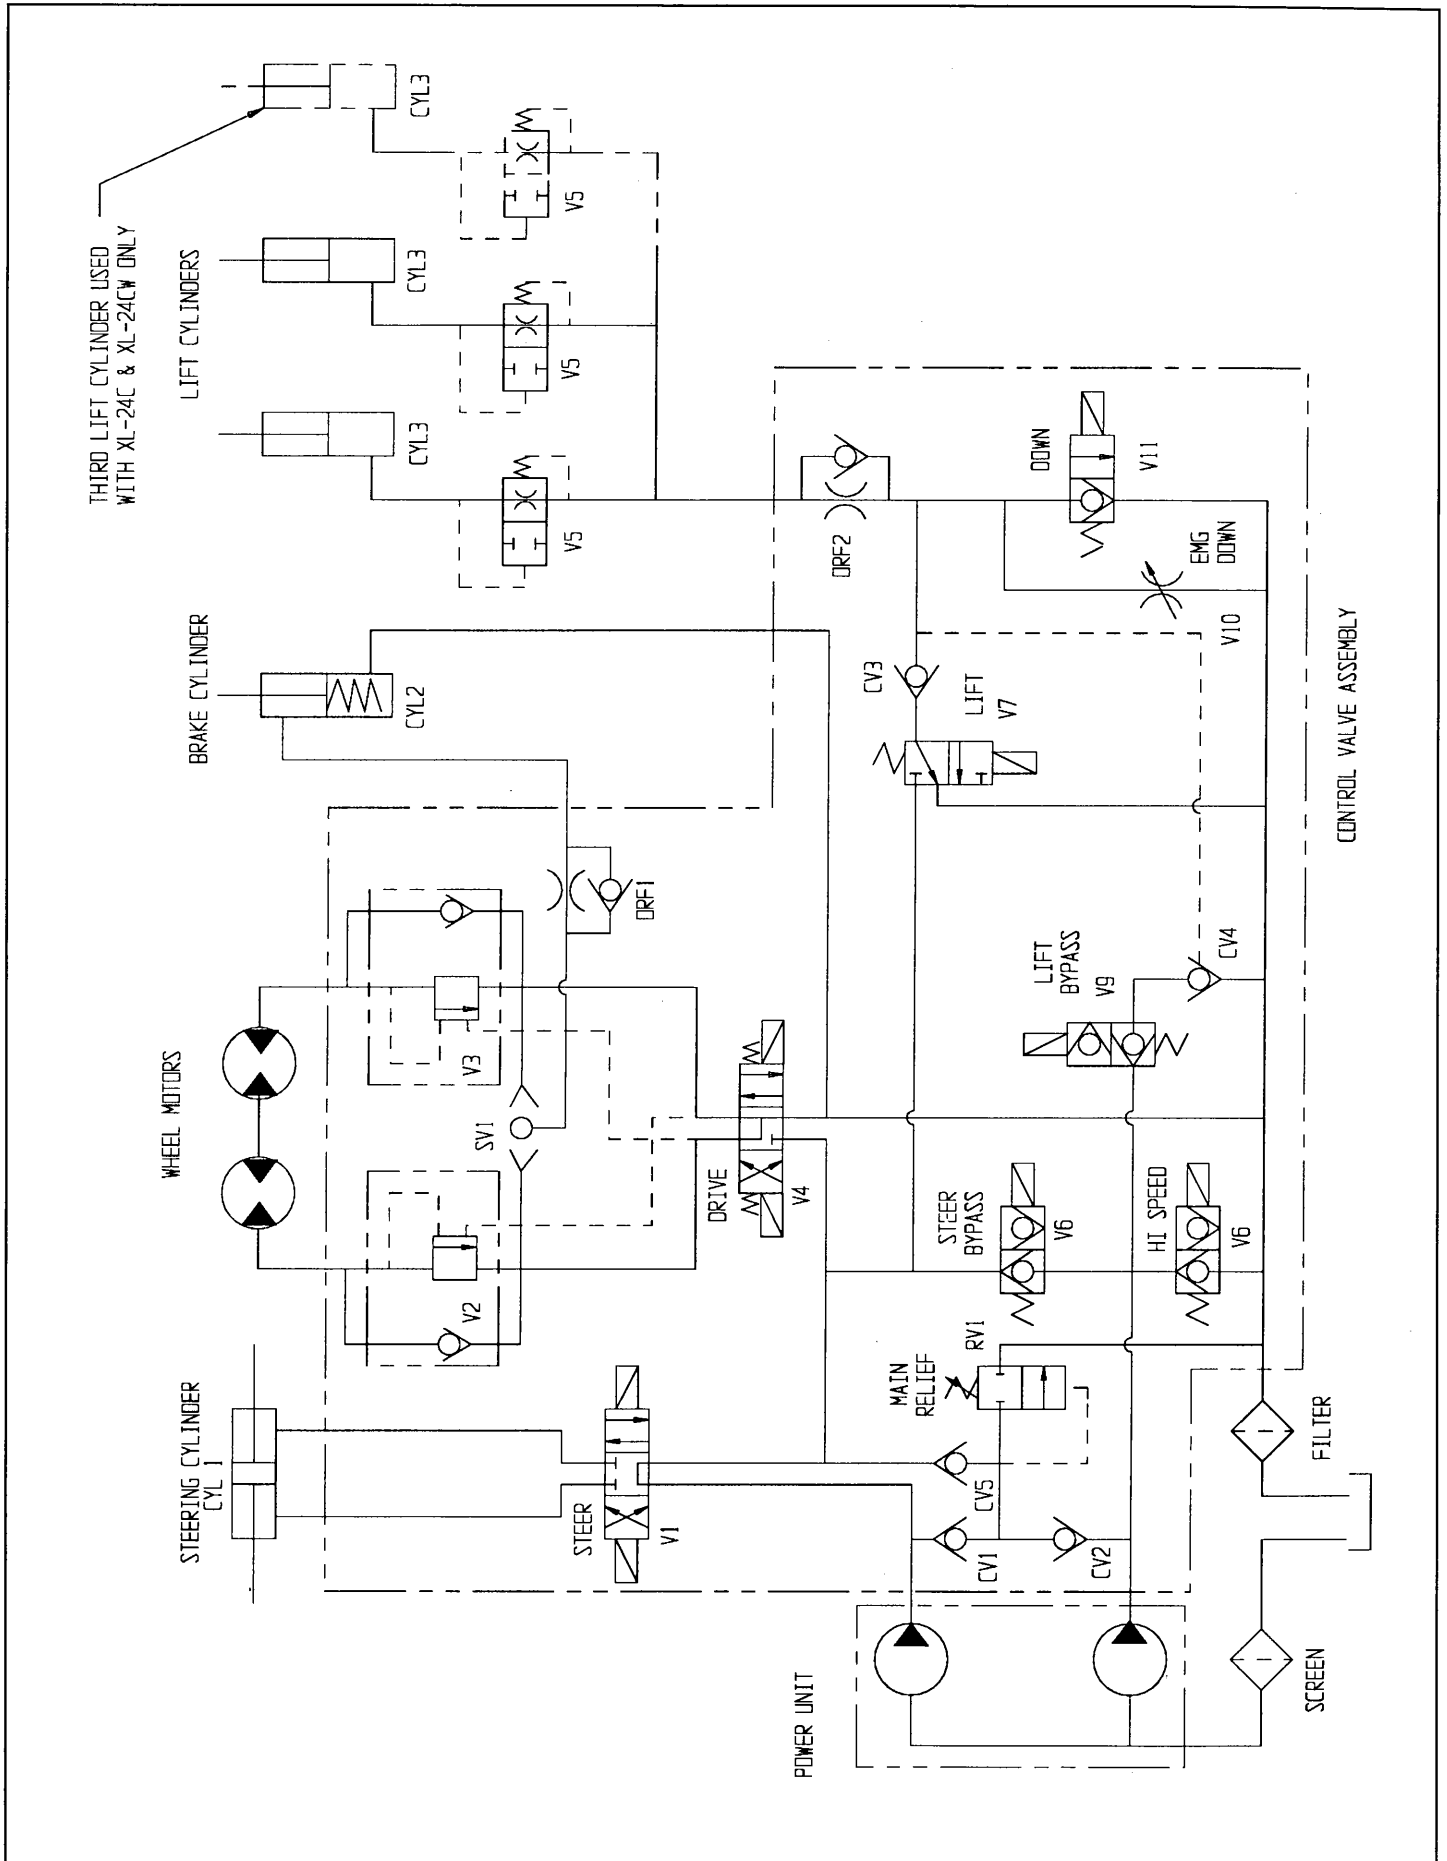 THIRD LIFT CYLINDER USED
WITH XL-24C & XL-24CW ONLY
CYL3
V5
LIFT CYLINDERS
CYL3
V5
CYL3
V5
BRAKE CYLINDER
CYL2
WHEEL MOTORS
V3
SV1
V2
ORF1
STEERING CYLINDER
CYL 1
STEER
V1
DRIVE
V4
ORF2
DOWN
V11
EMG
DOWN
V10
CV3
LIFT
V7
LIFT
BYPASS
V9
CV4
STEER
BYPASS
V6
HI SPEED
V6
MAIN
RELIEF
RV1
CV5
CV1
CV2
CONTROL VALVE ASSEMBLY
FILTER
SCREEN
POWER UNIT